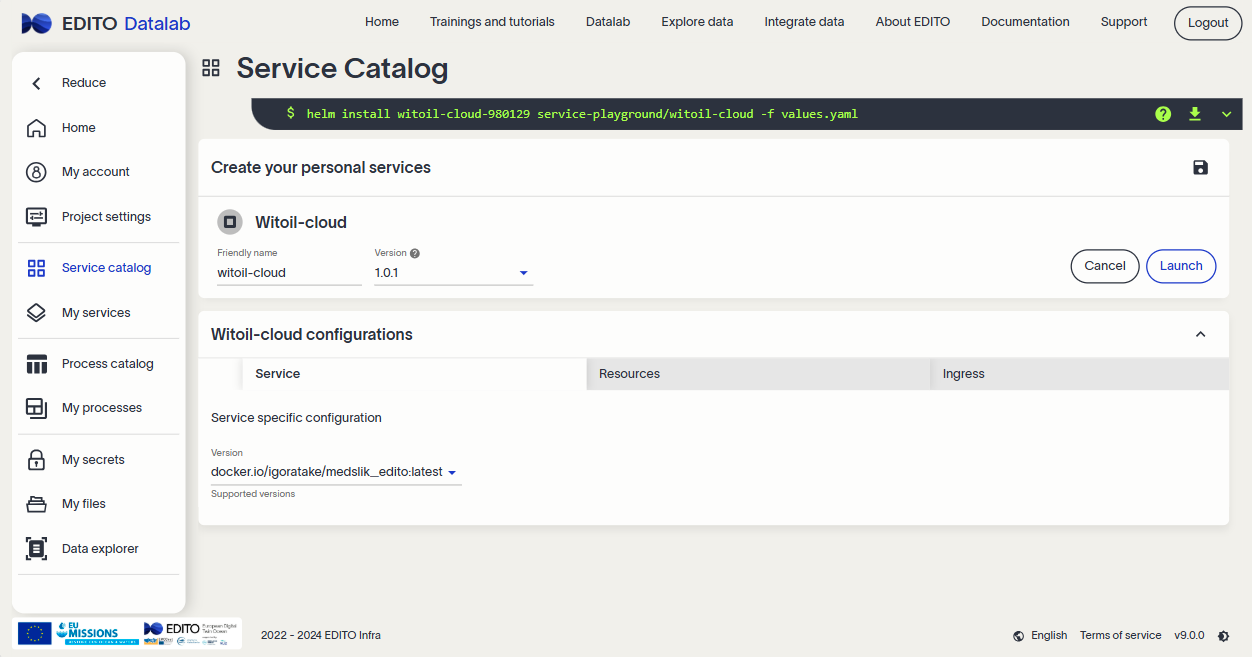 EDITO Datalab
Home Trainings and tutorials Datalab Explore data Integrate data About EDITO Documentation Support Logout
Reduce
Home
My account
Project settings
Service catalog
My services
Process catalog
My processes
My secrets
My files
Data explorer
Service Catalog
$ helm install witoil-cloud-980129 service-playground/witoil-cloud -f values.yaml
Create your personal services
Witoil-cloud
Friendly name Version
witoil-cloud 1.0.1
Cancel Launch
Witoil-cloud configurations
Service Resources Ingress
Service specific configuration
Version
docker.io/igoratake/medslik_edito:latest
Supported versions
EU
MISSIONS
EDITO
European Digital
Twin Ocean
2022 - 2024 EDITO Infra
English Terms of service v9.0.0